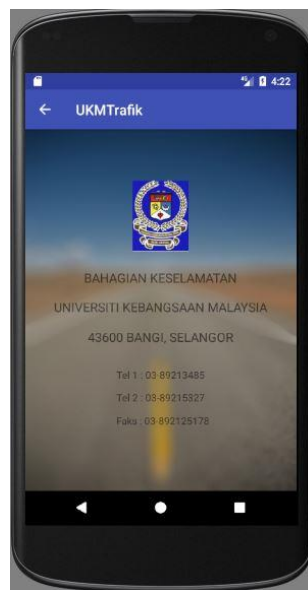 4:22
UKMTrafik
BAHAGIAN KESELAMATAN
UNIVERSITI KEBANGSAAN MALAYSIA
43600 BANGI, SELANGOR
Tel 1 : 03-89213485
Tel 2 : 03-89215327
Faks : 03-892125178